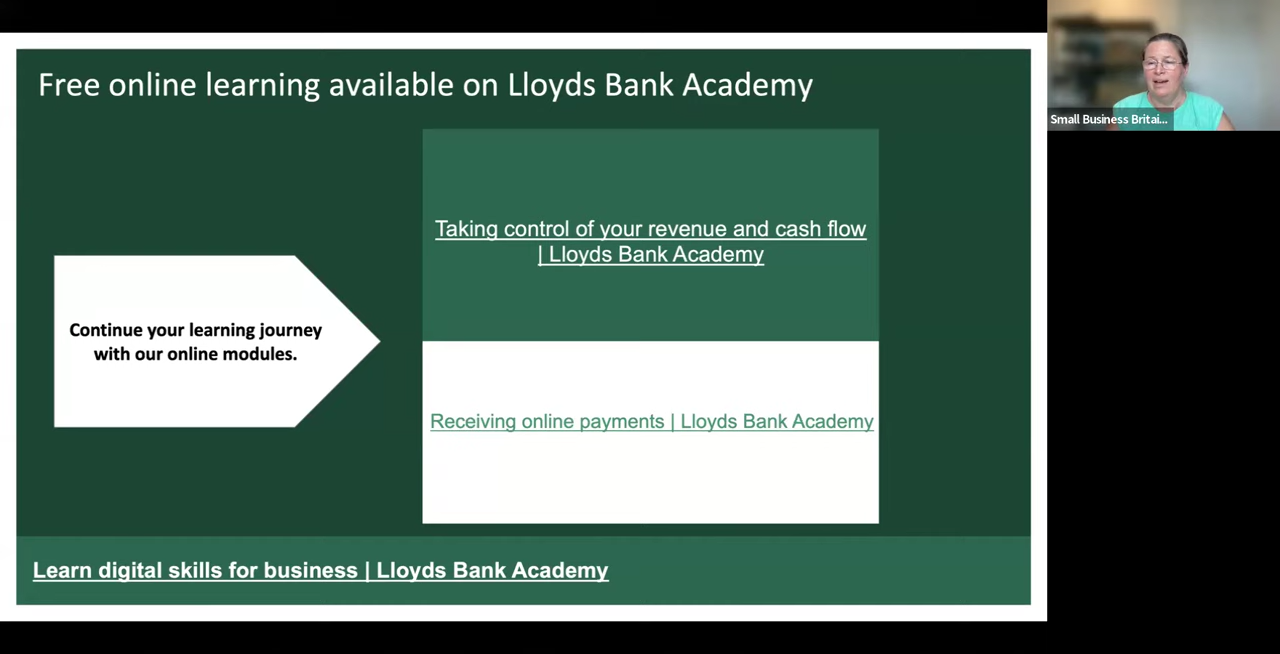 Free online learning available on Lloyds Bank Academy
Taking control of your revenue and cash flow
| Lloyds Bank Academy
Continue your learning journey
with our online modules.
Receiving online payments | Lloyds Bank Academy
Learn digital skills for business | Lloyds Bank Academy
Small Business Britai...